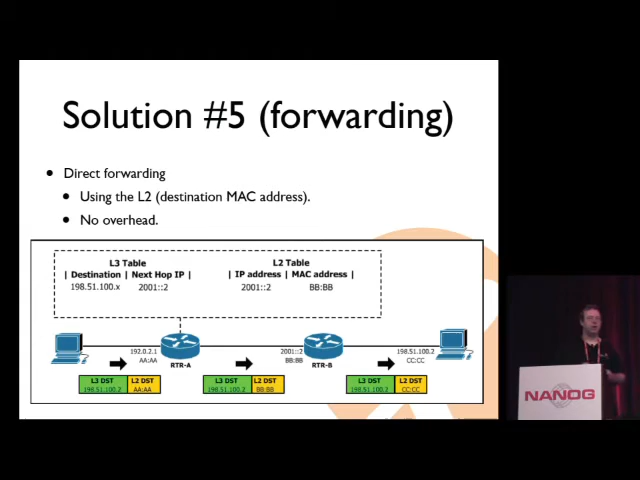 Solution #5 (forwarding)
• Direct forwarding
• Using the L2 (destination MAC address).
• No overhead.
L3 Table
| Destination | Next Hop IP |
198.51.100.x 2001::2
L2 Table
| IP address | MAC address |
2001::2 BB:BB
192.0.2.1
AA:AA
RTR-A
2001::2
BB:BB
RTR-B
198.51.100.2
CC:CC
L3 DST L2 DST
198.51.100.2 AA:AA
L3 DST L2 DST
198.51.100.2 BB:BB
L3 DST L2 DST
198.51.100.2 CC:CC
NANOG